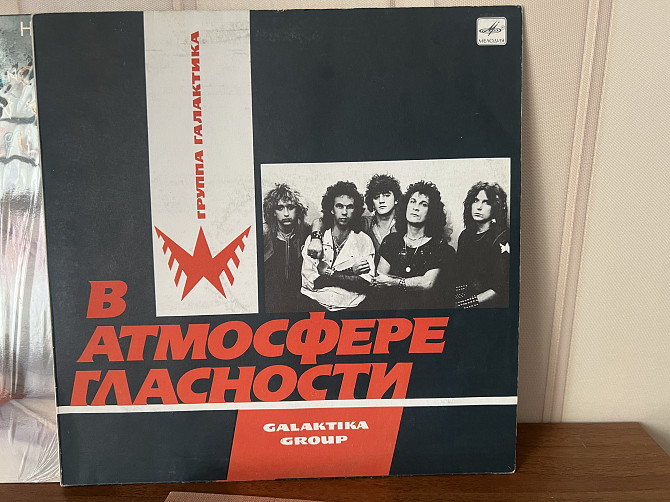 Н
МЕЛОДИЯ
ГРУППА ГАЛАКТИКА
В
АТМОСФЕРЕ
ГЛАСНОСТИ
GALAKTIKA
GROUP